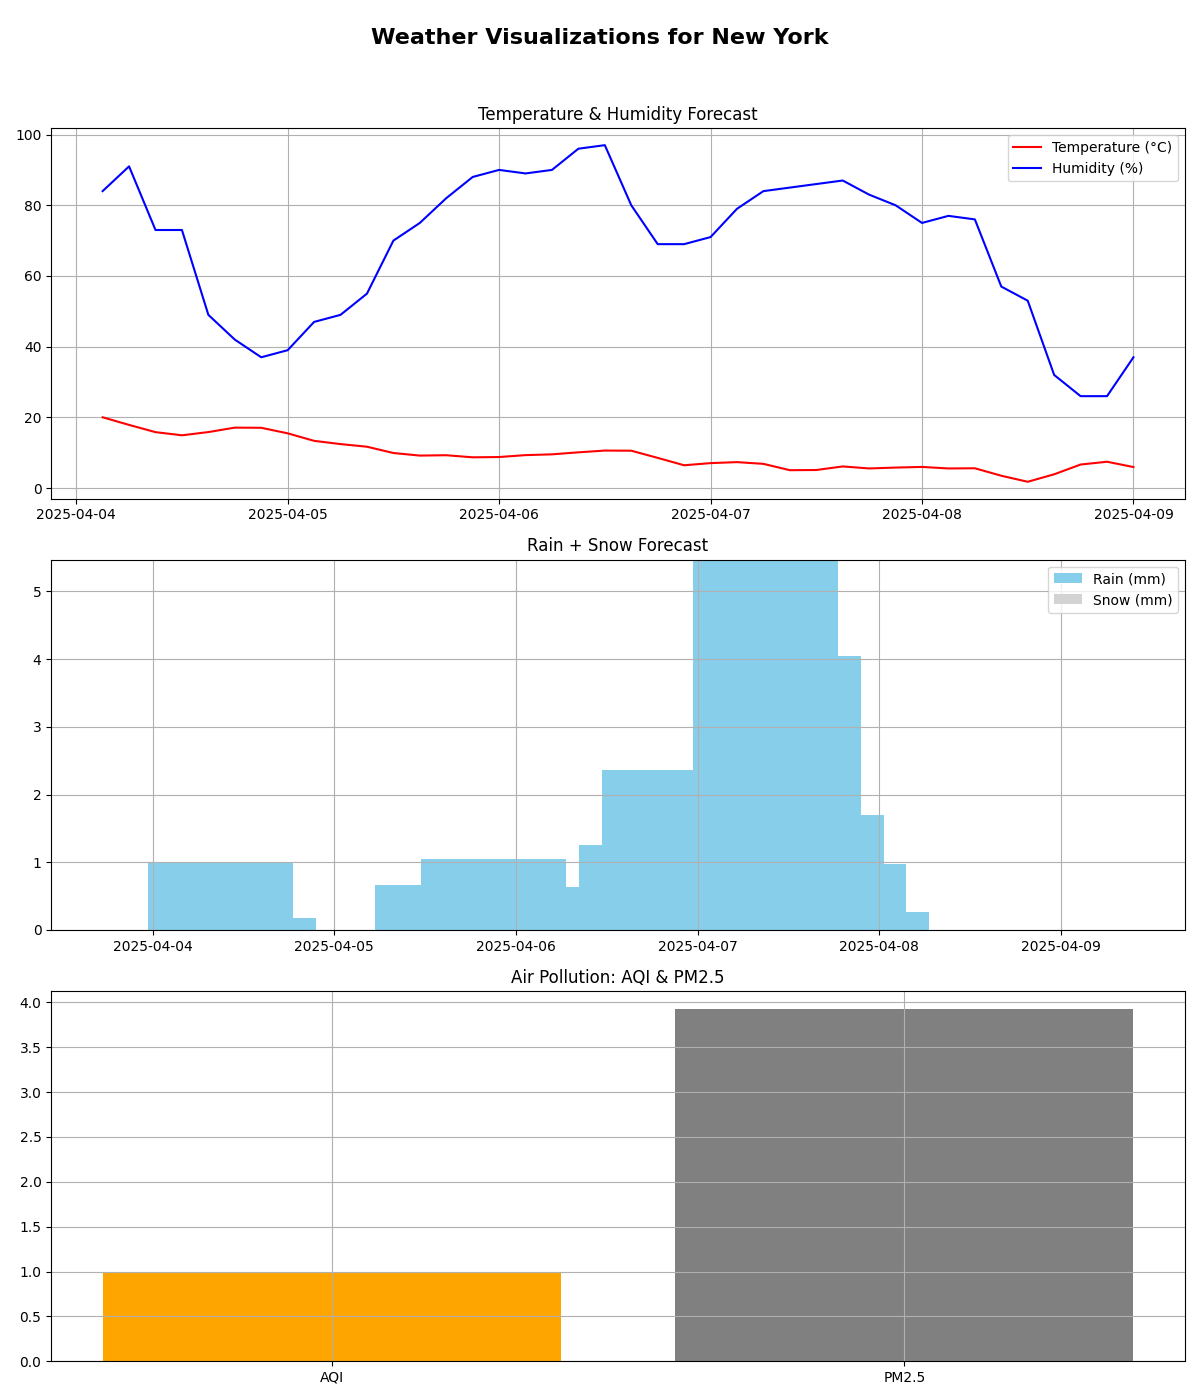 Weather Visualizations for New York
Temperature & Humidity Forecast
100
80
60
40
20
0
Temperature (°C)
Humidity (%)
2025-04-04 2025-04-05 2025-04-06 2025-04-07 2025-04-08 2025-04-09
Rain + Snow Forecast
5
4
3
2
1
0
Rain (mm)
Snow (mm)
2025-04-04 2025-04-05 2025-04-06 2025-04-07 2025-04-08 2025-04-09
Air Pollution: AQI & PM2.5
4.0
3.5
3.0
2.5
2.0
1.5
1.0
0.5
0.0
AQI PM2.5